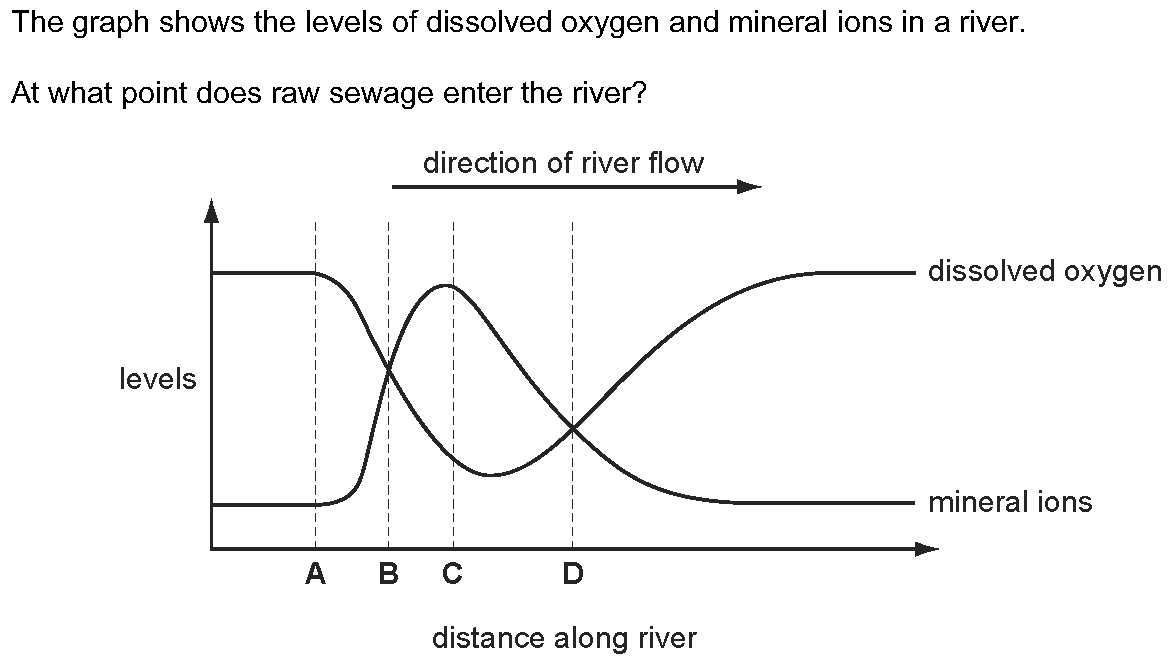 The graph shows the levels of dissolved oxygen and mineral ions in a river.
At what point does raw sewage enter the river?
direction of river flow
dissolved oxygen
levels
mineral ions
A B C D
distance along river